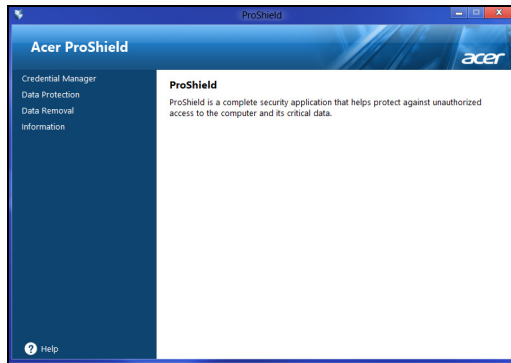 ProShield
Acer ProShield
acer
Credential Manager
Data Protection
Data Removal
Information
ProShield
ProShield is a complete security application that helps protect against unauthorized
access to the computer and its critical data.
Help